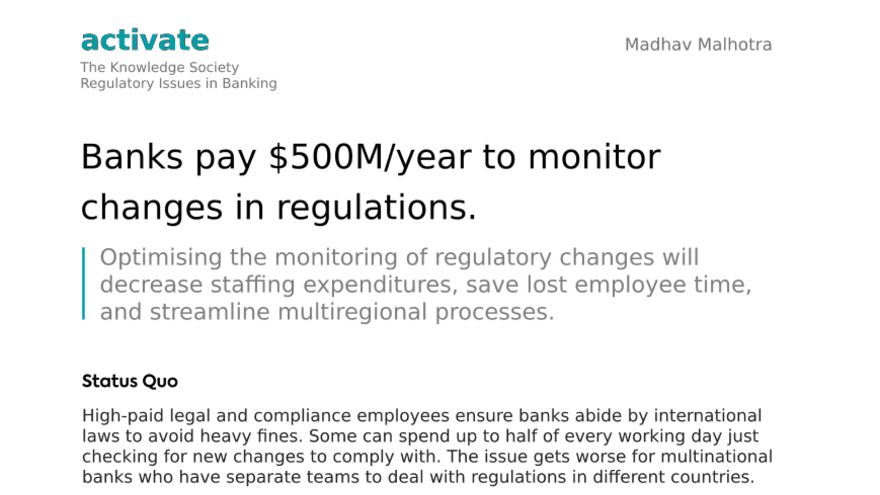 activate
Madhav Malhotra
The Knowledge Society
Regulatory Issues in Banking
Banks pay $500M/year to monitor
changes in regulations.
Optimising the monitoring of regulatory changes will
decrease staffing expenditures, save lost employee time,
and streamline multiregional processes.
Status Quo
High-paid legal and compliance employees ensure banks abide by international
laws to avoid heavy fines. Some can spend up to half of every working day just
checking for new changes to comply with. The issue gets worse for multinational
banks who have separate teams to deal with regulations in different countries.